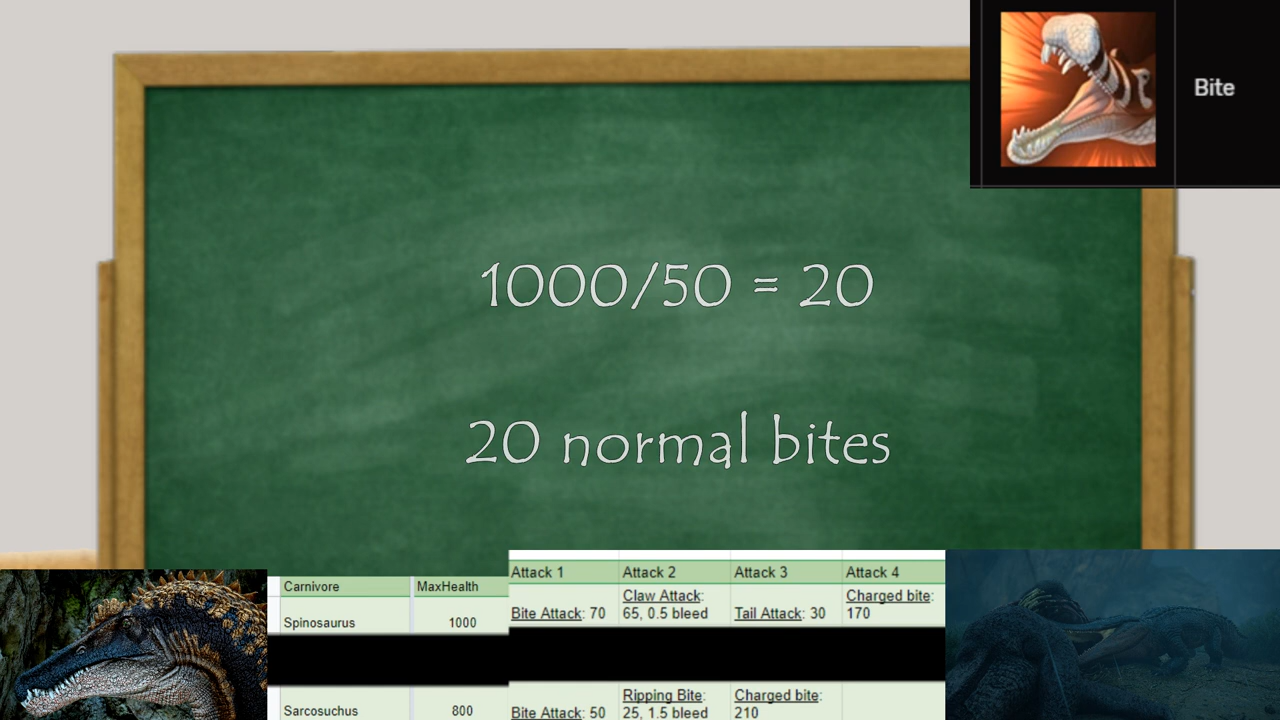 Bite
1000/50 = 20
20 normal bites
Carnivore MaxHealth Attack 1 Attack 2 Attack 3 Attack 4
Spinosaurus 1000 Bite Attack: 70 Claw Attack: 65, 0.5 bleed Tail Attack: 30 Charged bite: 170
Sarcosuchus 800 Bite Attack: 50 Ripping Bite: 25, 1.5 bleed Charged bite: 210